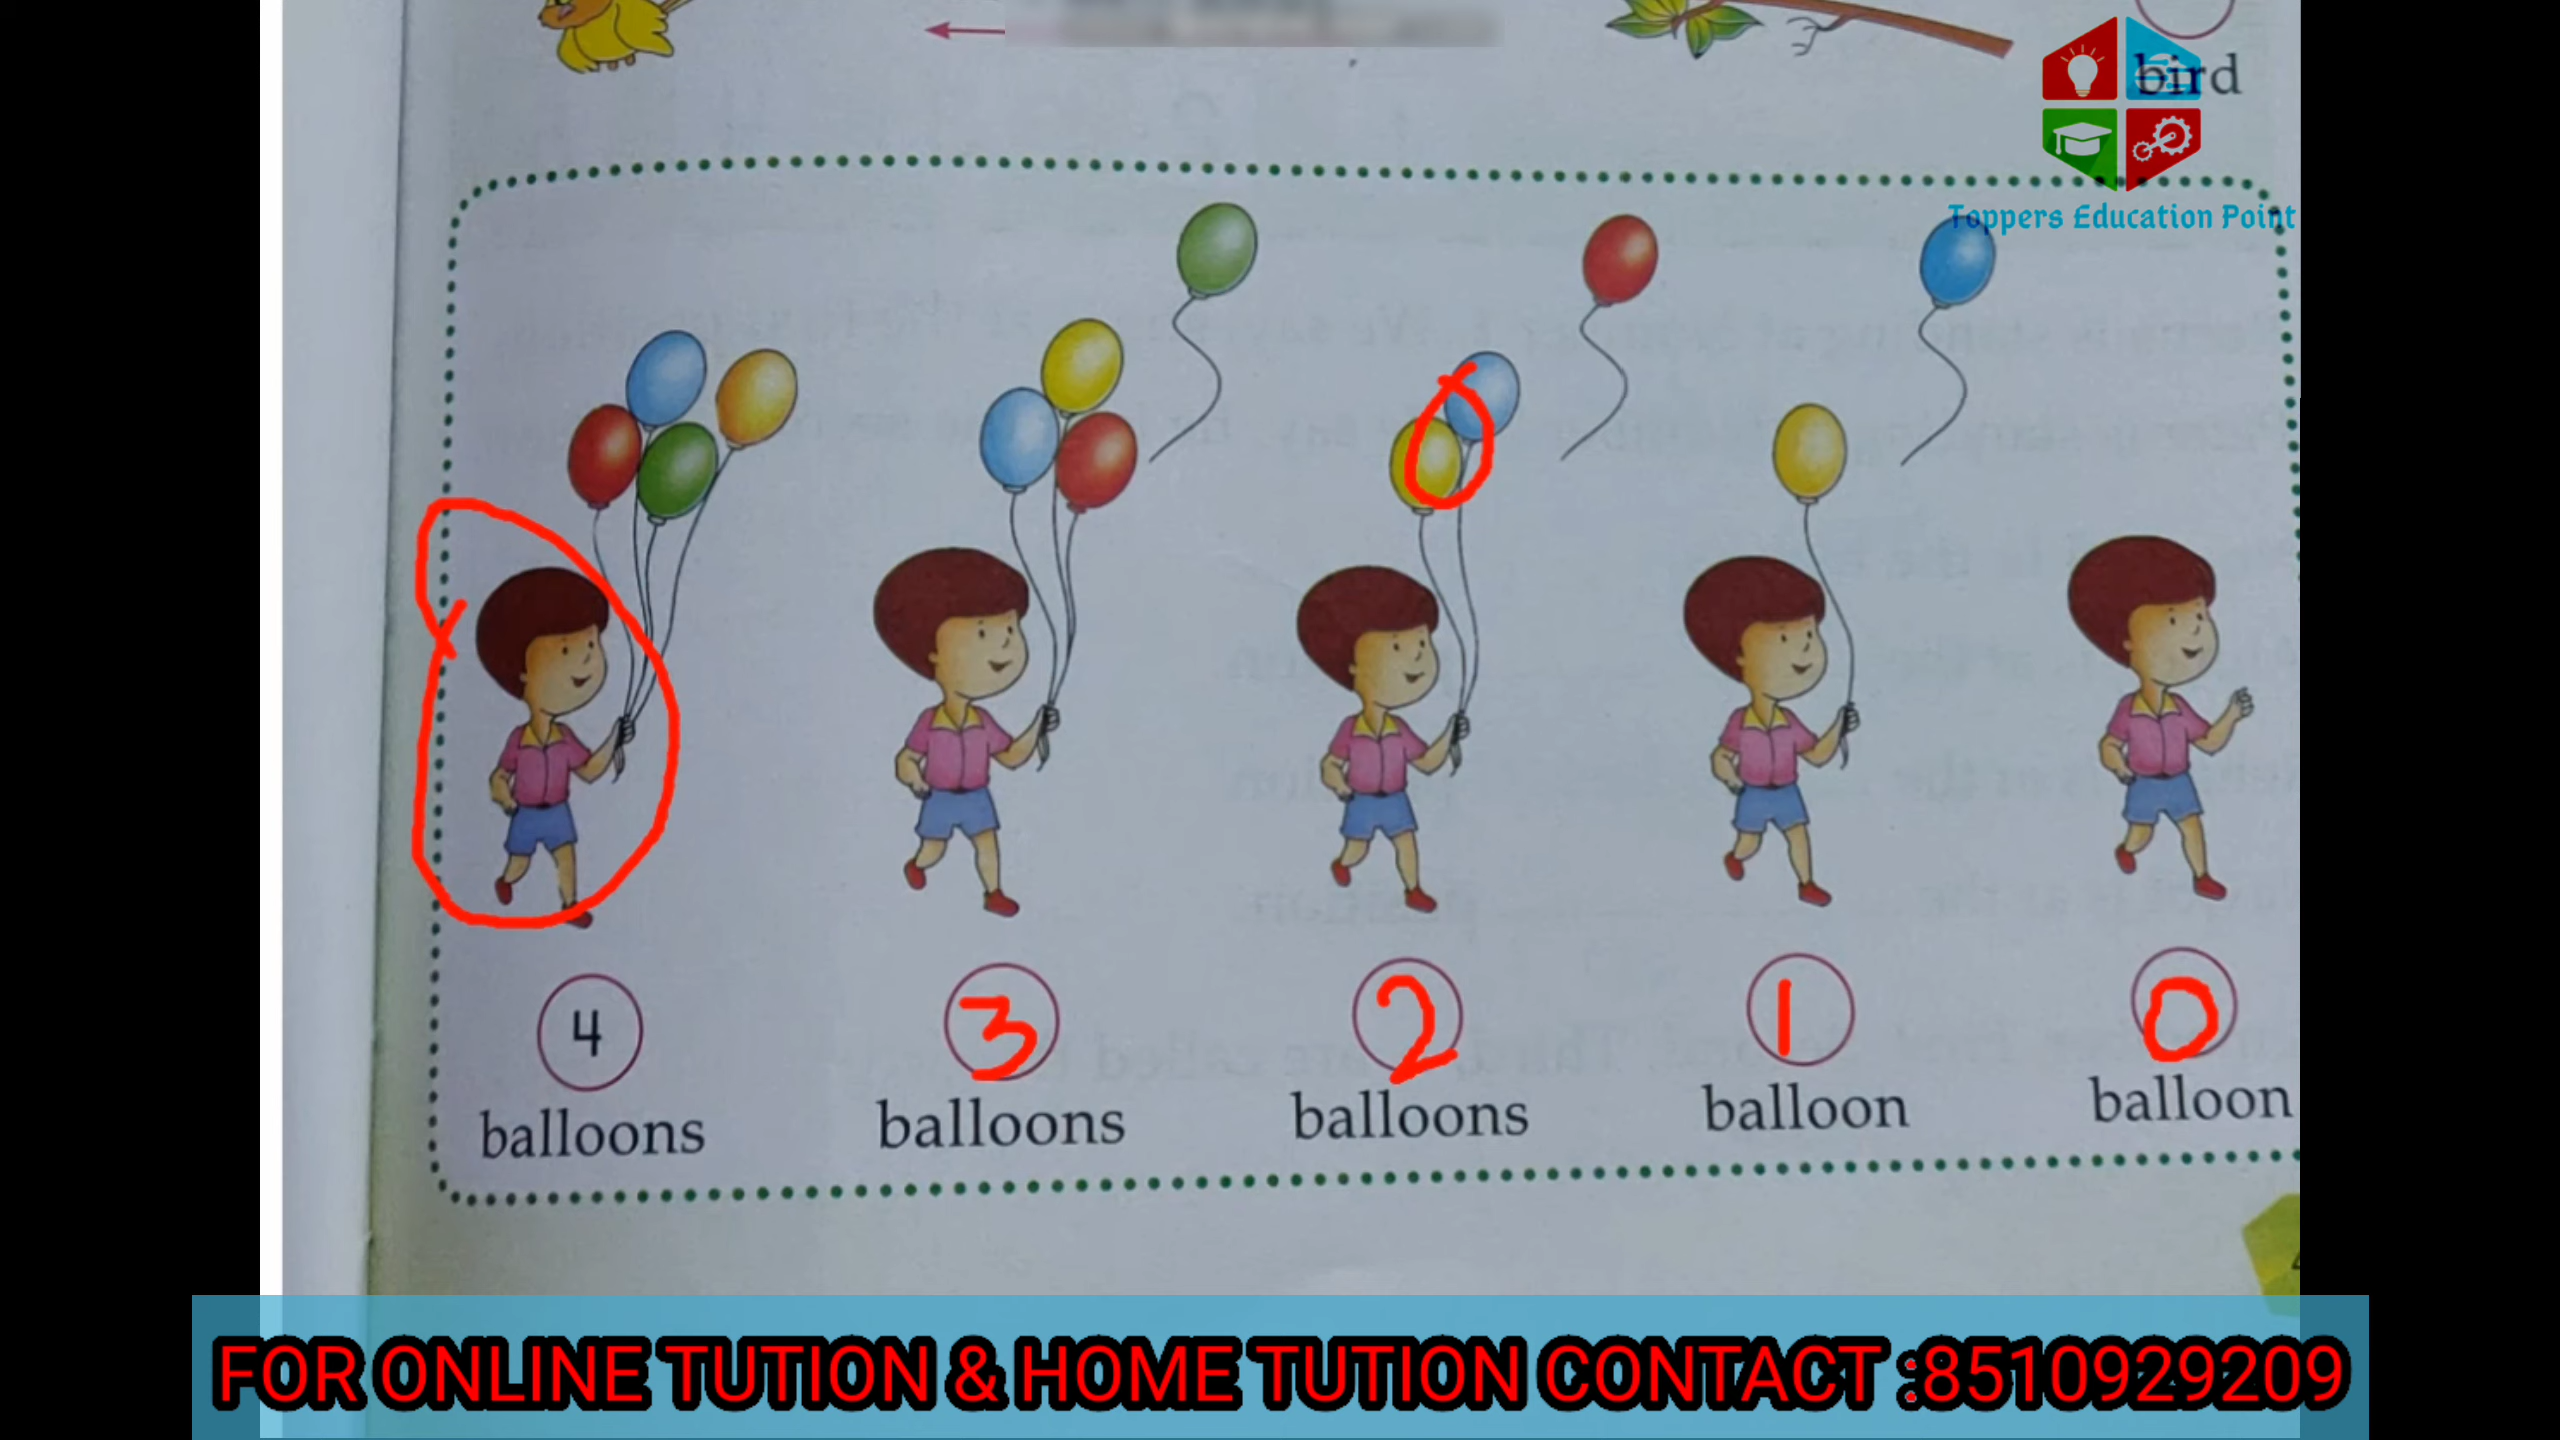 bird
Toppers Education Point
4 3 2 1 0
balloons balloons balloons balloon balloon
FOR ONLINE TUTION & HOME TUTION CONTACT :8510929209